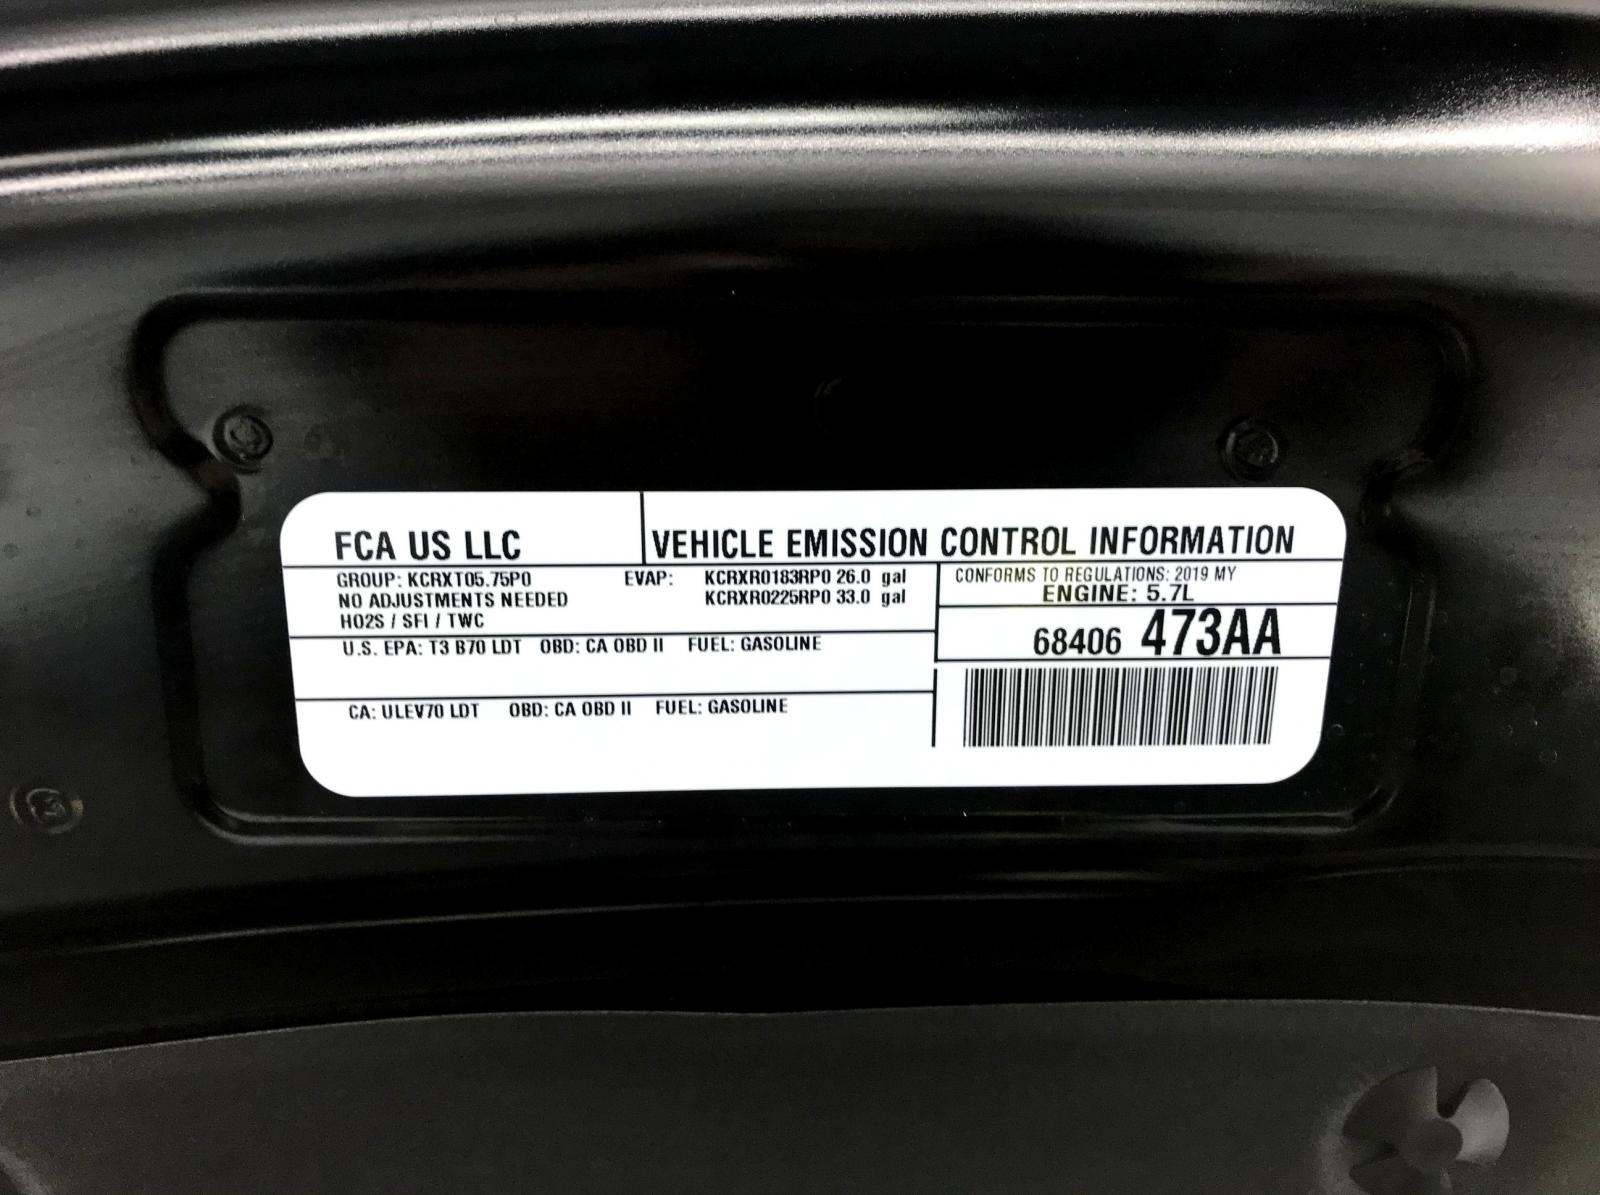 FCA US LLC
VEHICLE EMISSION CONTROL INFORMATION
GROUP: KCRXT05.75P0
NO ADJUSTMENTS NEEDED
HO2S / SFI / TWC
EVAP: KCRXR0183RP0 26.0 gal
KCRXR0225RP0 33.0 gal
CONFORMS TO REGULATIONS: 2019 MY
ENGINE: 5.7L
68406 473AA
U.S. EPA: T3 B70 LDT OBD: CA OBD II FUEL: GASOLINE
CA: ULEV70 LDT OBD: CA OBD II FUEL: GASOLINE